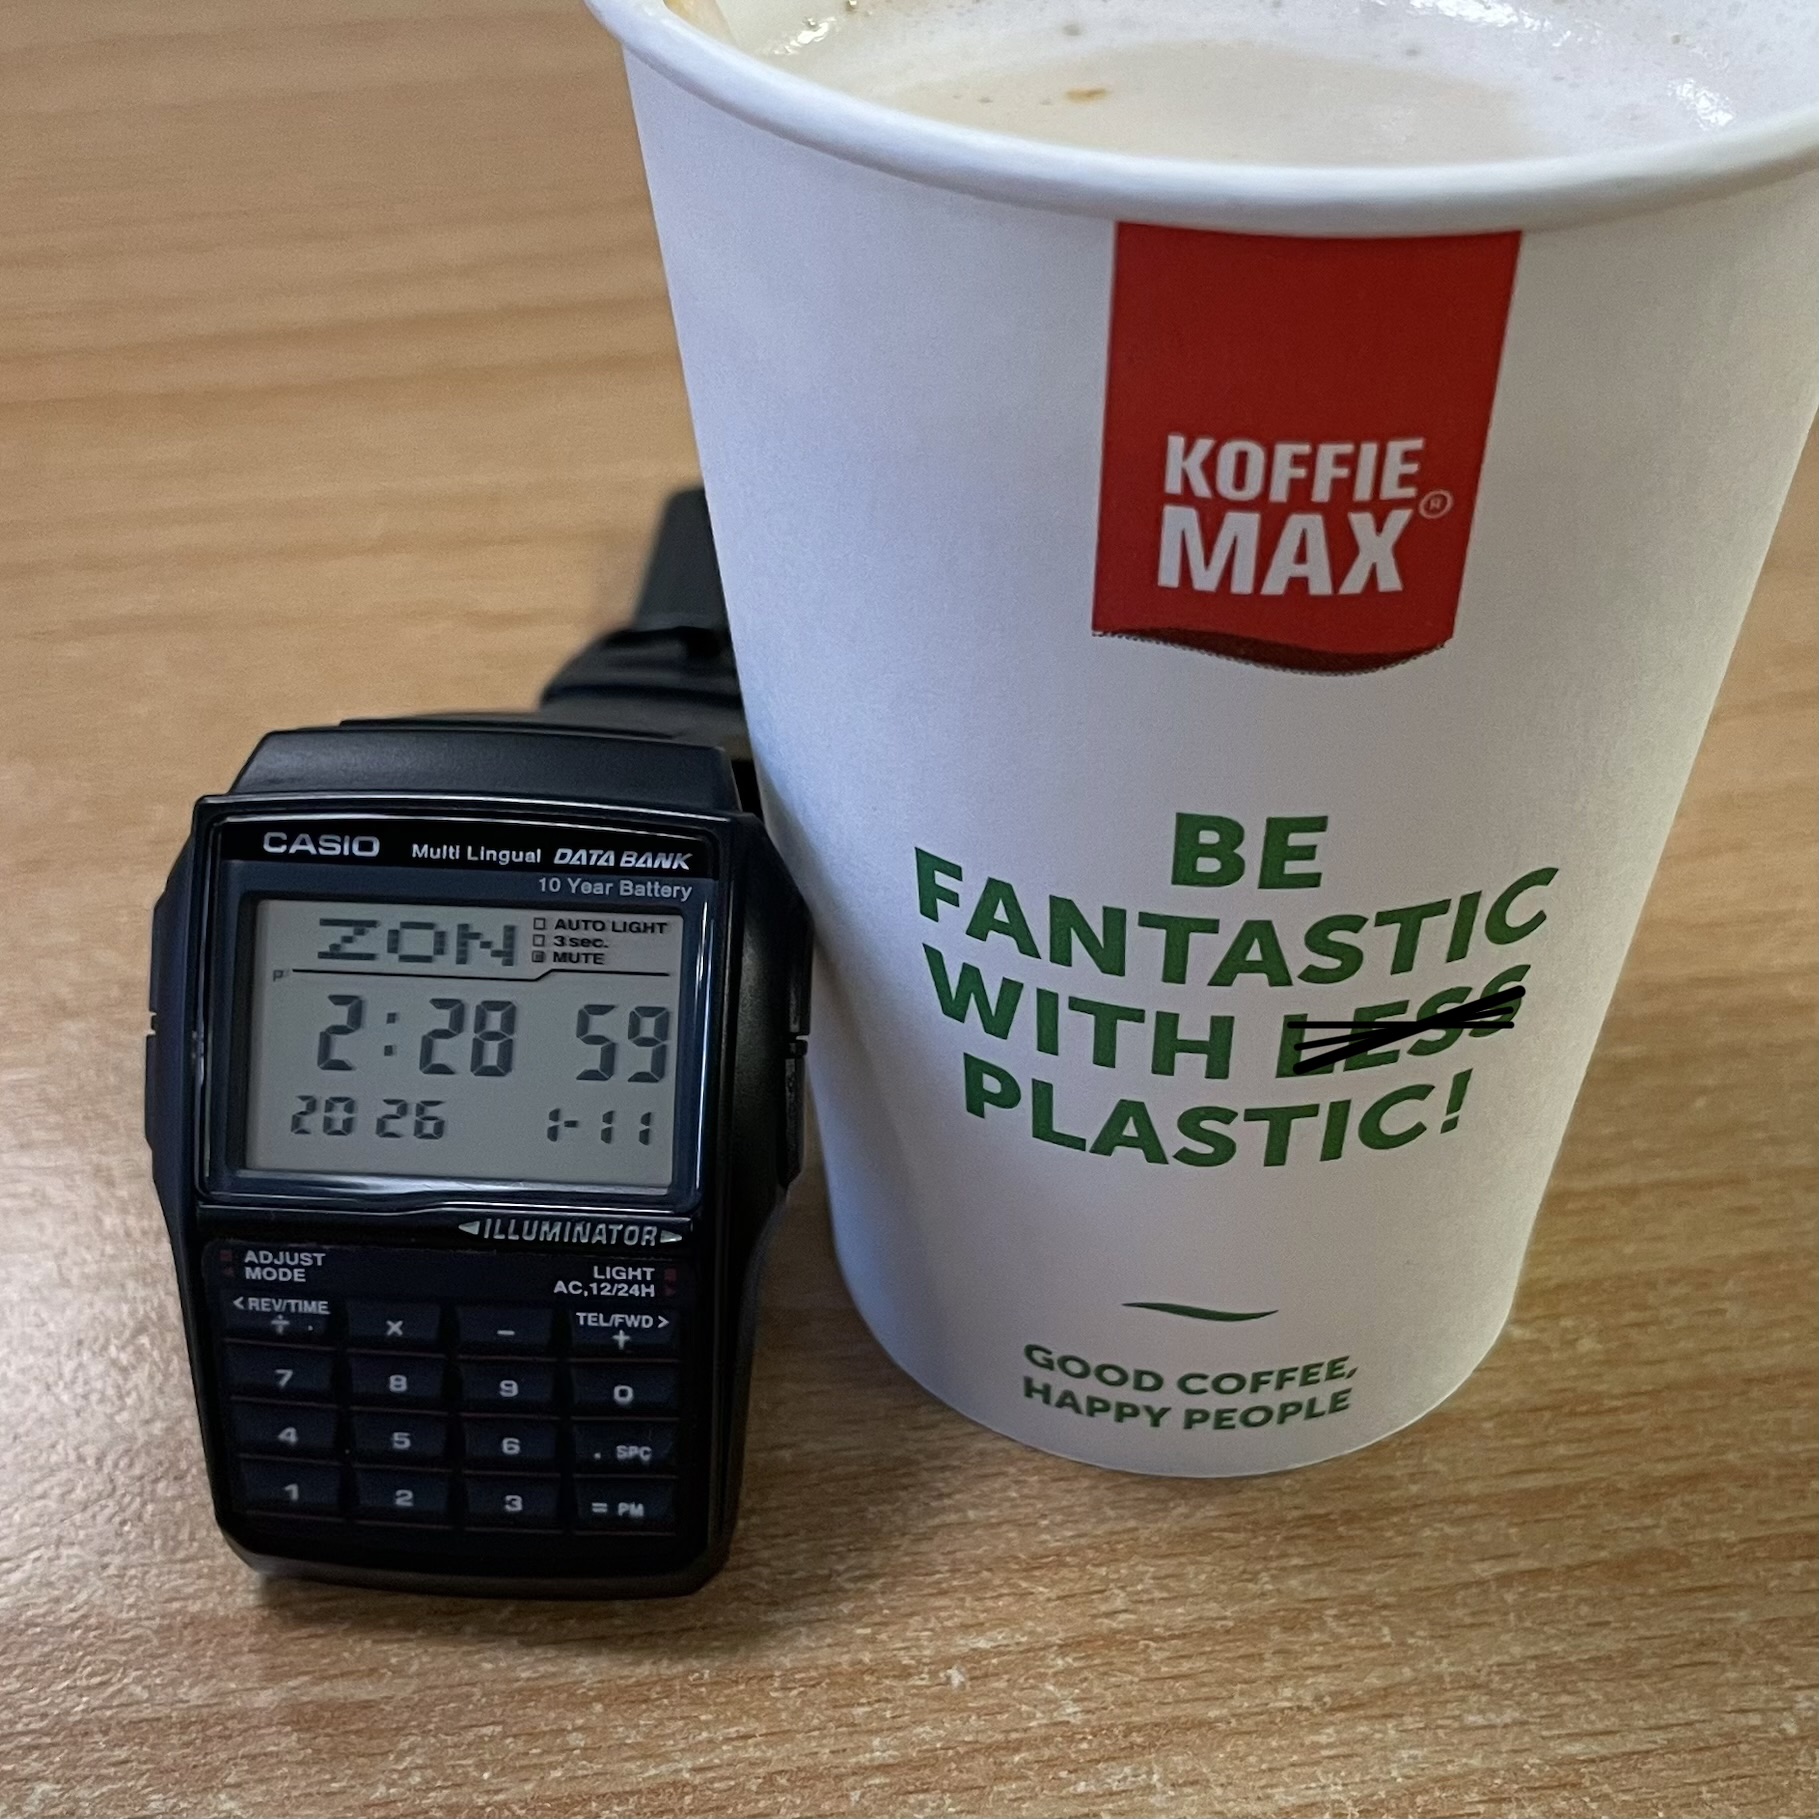 CASIO Multi Lingual DATA BANK
10 Year Battery
ZON
AUTO LIGHT
3 sec.
MUTE
P
2:28 59
2026 1-11
ILLUMINATOR
ADJUST
MODE
LIGHT
AC,12/24H
<REV/TIME TEL/FWD>
÷ × − +
7 8 9 0
4 5 6 . SPC
1 2 3 = PM
KOFFIE
MAX®
BE
FANTASTIC
WITH LESS
PLASTIC!
GOOD COFFEE,
HAPPY PEOPLE